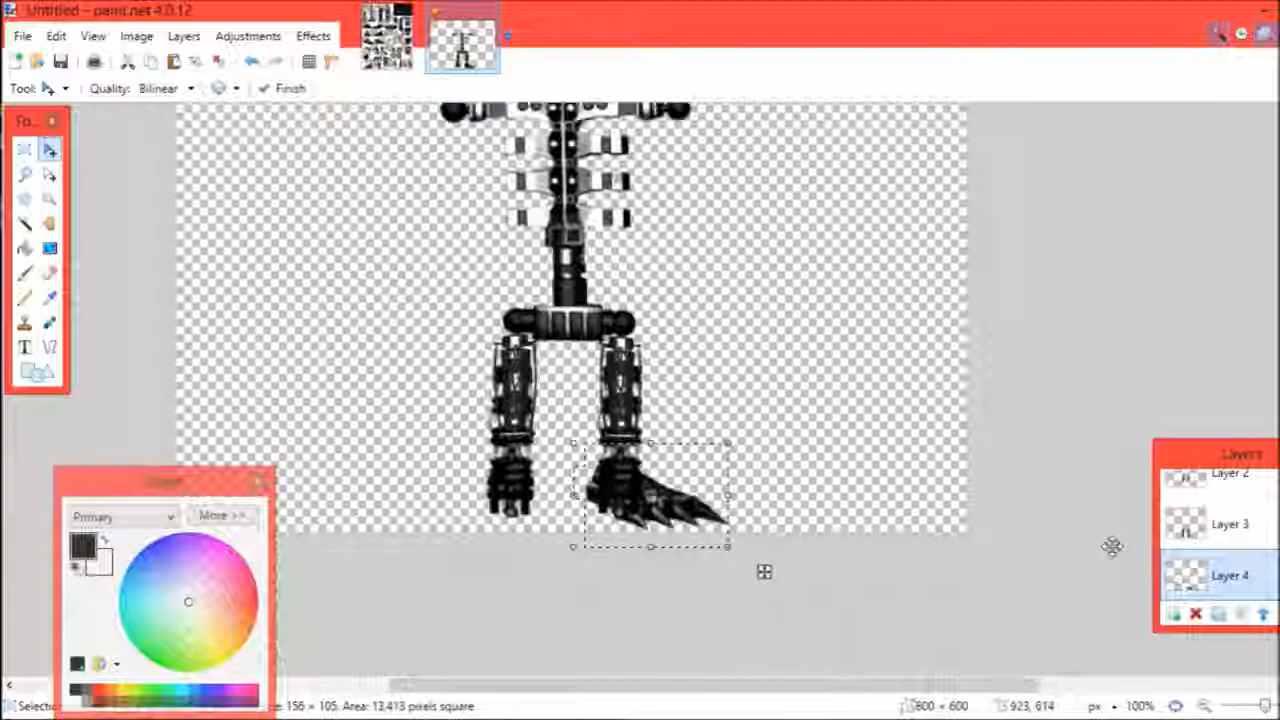 Untitled - paint.net 4.0.12
File Edit View Image Layers Adjustments Effects
Tool: Quality: Bilinear Finish
To...
Layers
Layer 2
Layer 3
Layer 4
Primary
More >>
Selectio
e: 156 × 105. Area: 13,413 pixels square
800 × 600
923, 614
px
100%